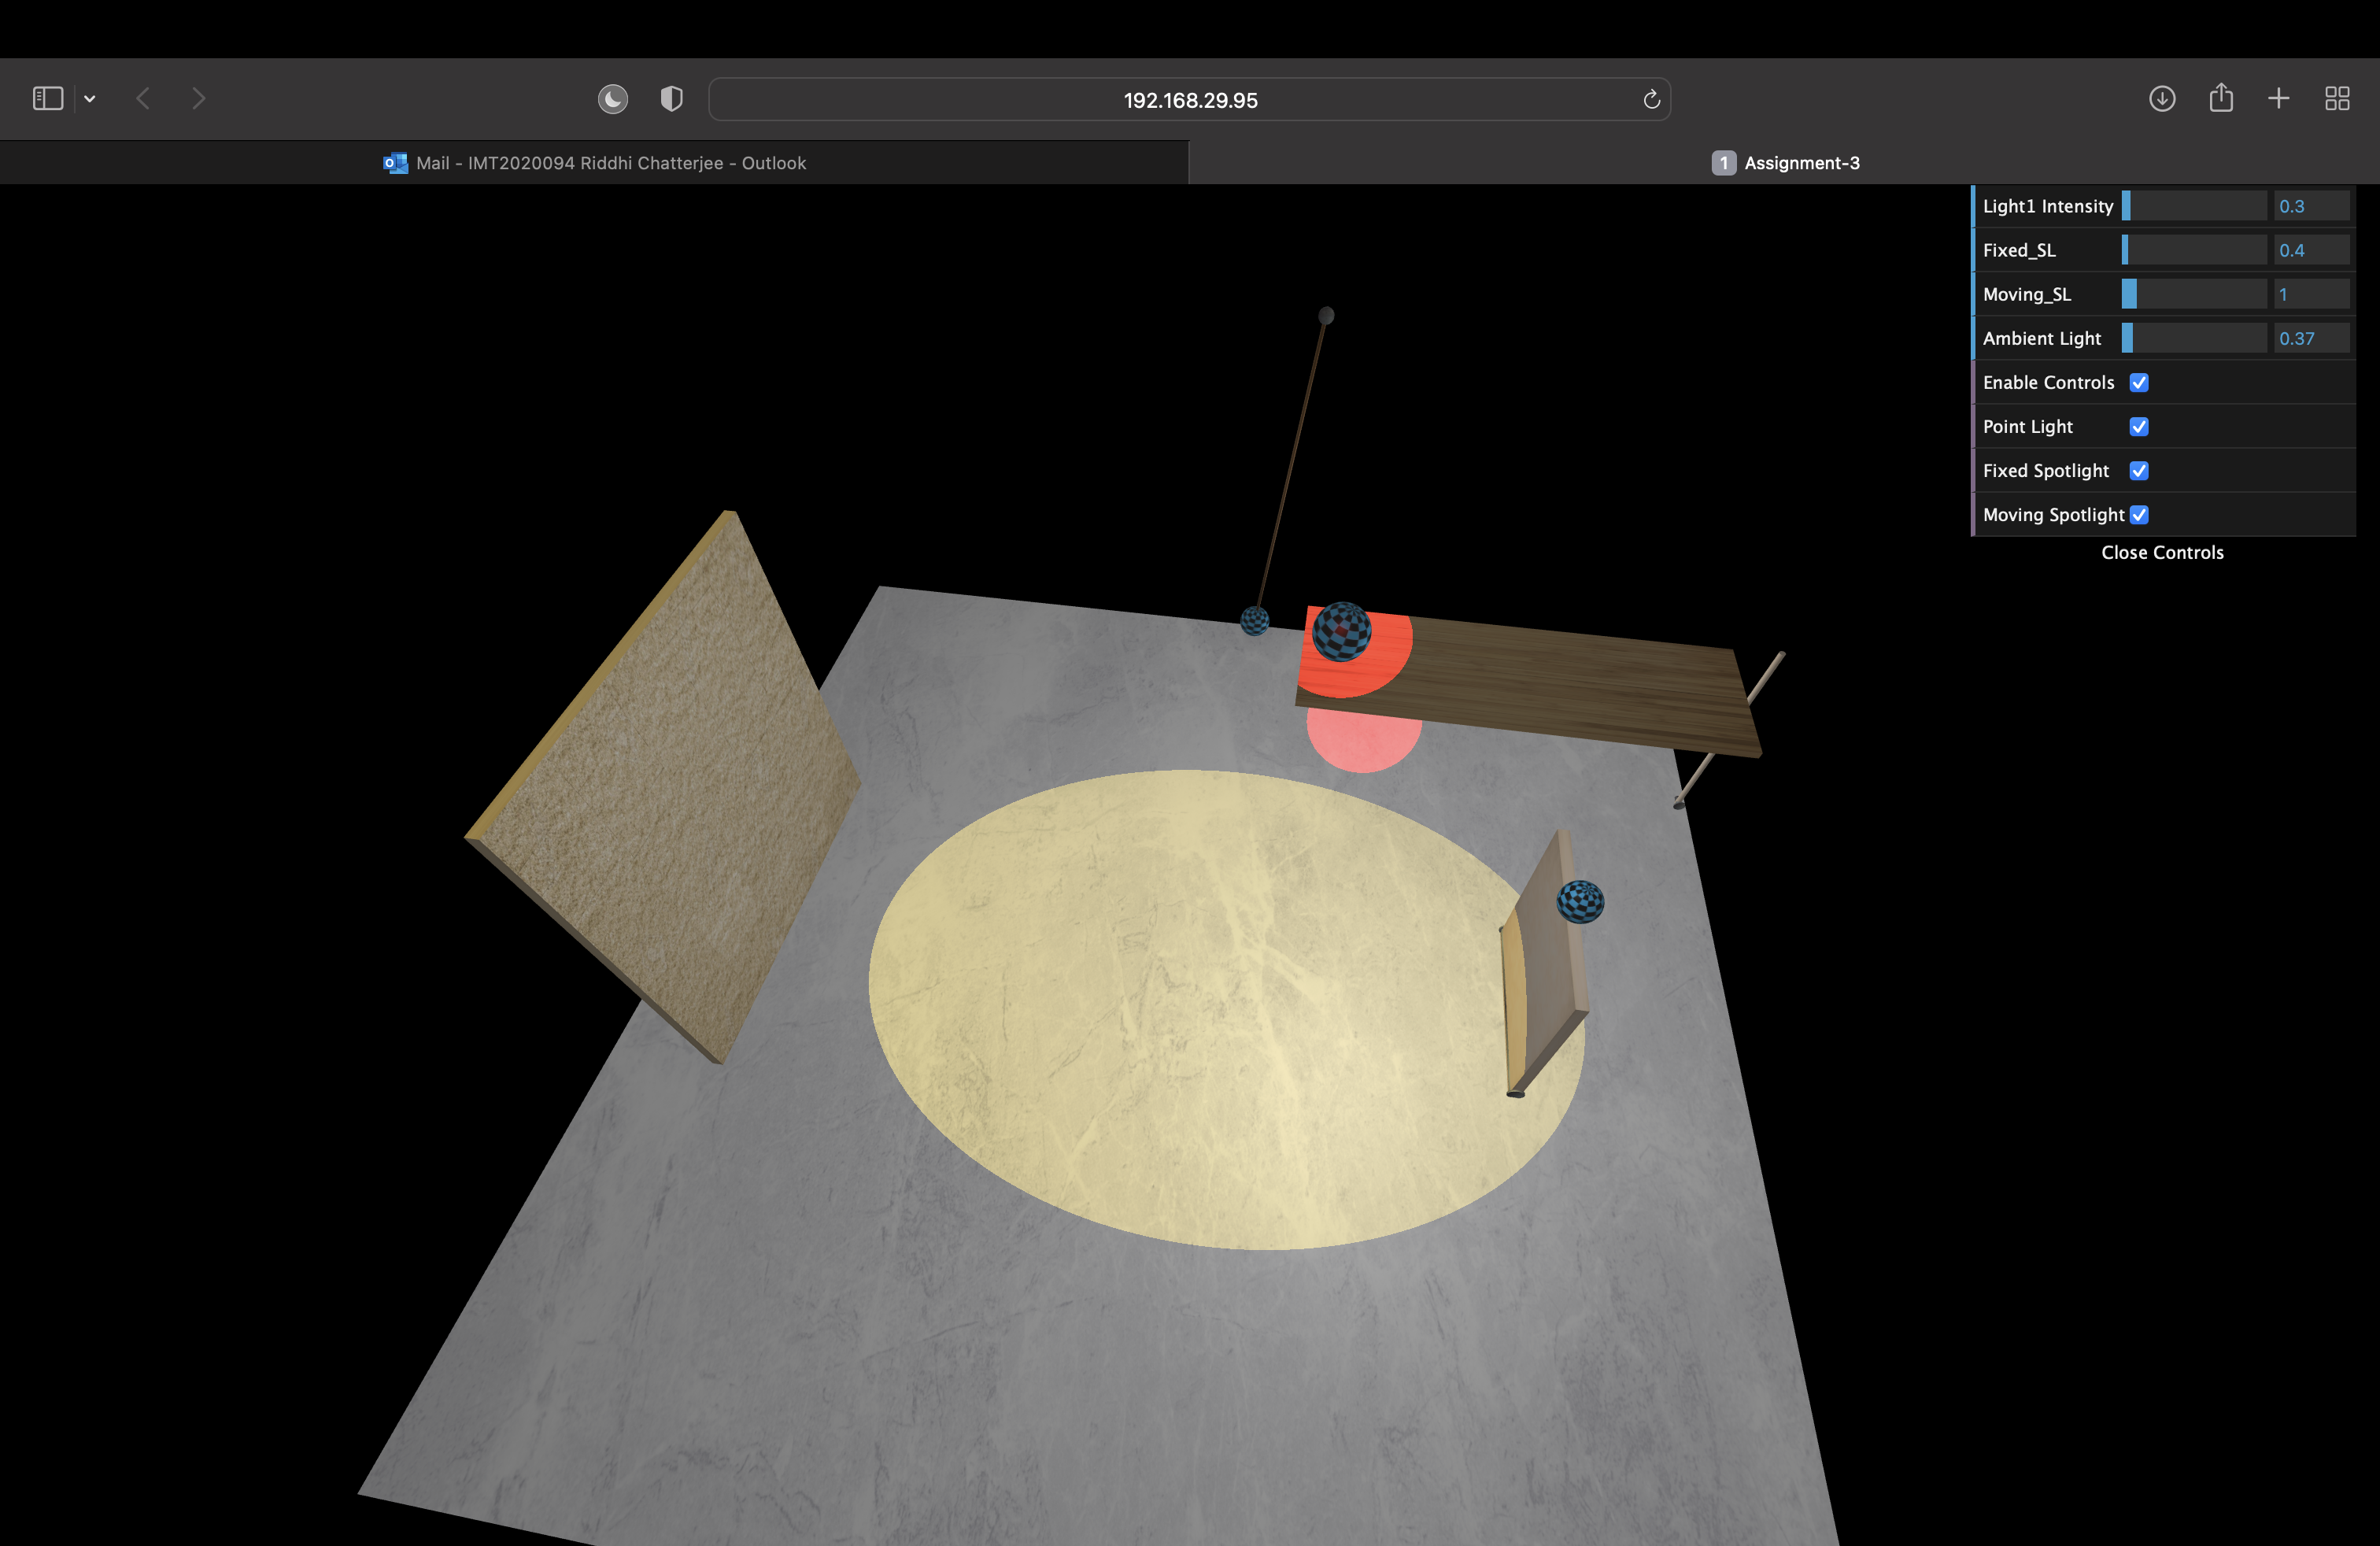 192.168.29.95
Mail - IMT2020094 Riddhi Chatterjee - Outlook
1 Assignment-3
Light1 Intensity 0.3
Fixed_SL 0.4
Moving_SL 1
Ambient Light 0.37
Enable Controls
Point Light
Fixed Spotlight
Moving Spotlight
Close Controls